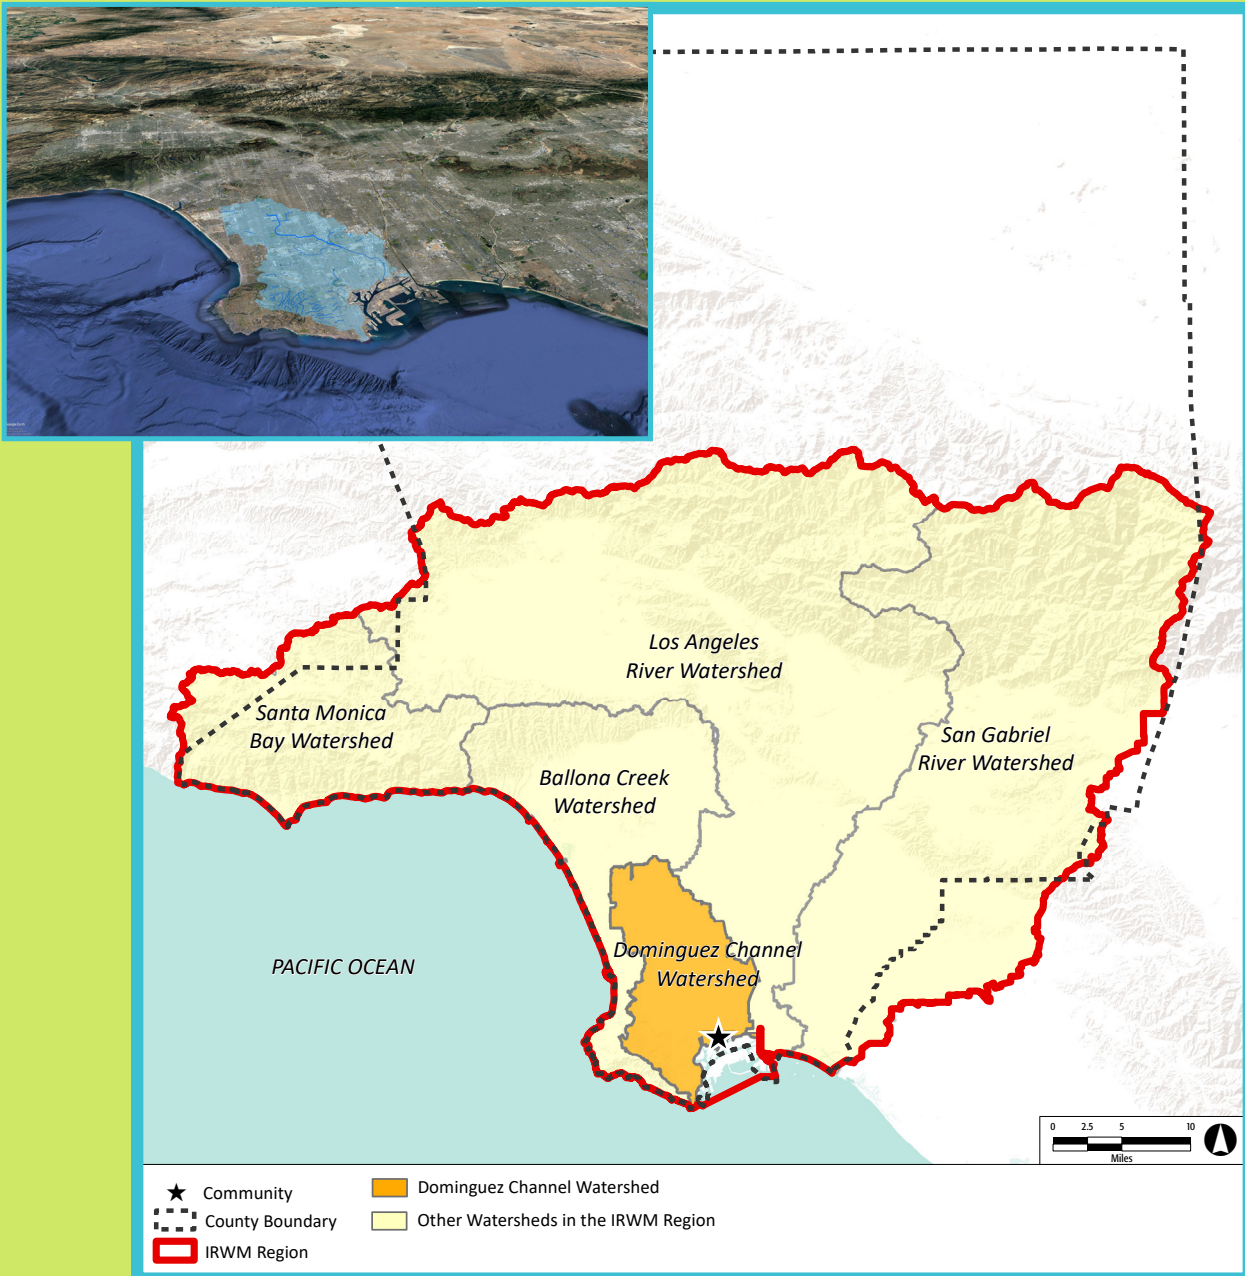 Los Angeles
River Watershed
Santa Monica
Bay Watershed
San Gabriel
River Watershed
Ballona Creek
Watershed
Dominguez Channel
Watershed
PACIFIC OCEAN
0 2.5 5 10
Miles
Community
County Boundary
IRWM Region
Dominguez Channel Watershed
Other Watersheds in the IRWM Region